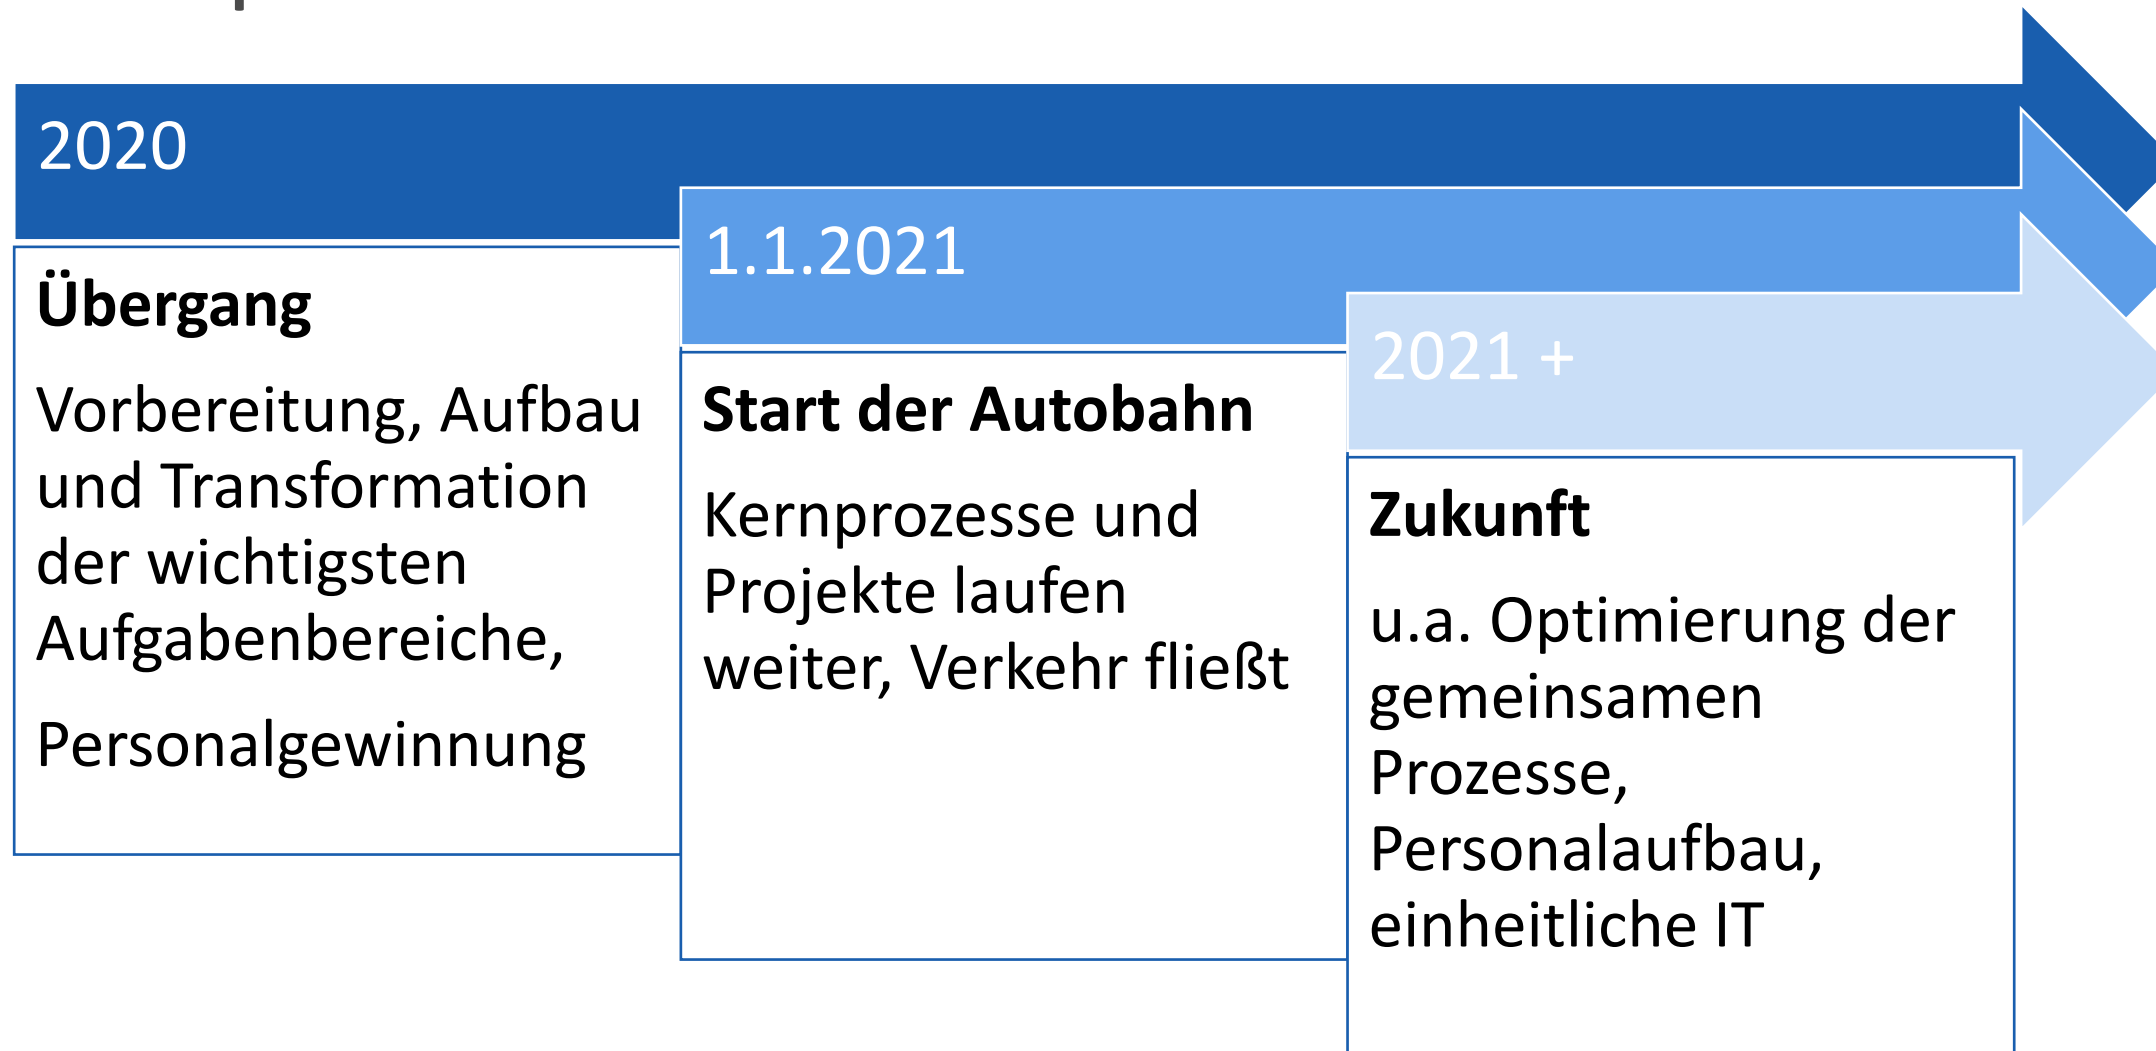 2020
Übergang
Vorbereitung, Aufbau
und Transformation
der wichtigsten
Aufgabenbereiche,
Personalgewinnung
1.1.2021
Start der Autobahn
Kernprozesse und
Projekte laufen
weiter, Verkehr fließt
2021 +
Zukunft
u.a. Optimierung der
gemeinsamen
Prozesse,
Personalaufbau,
einheitliche IT